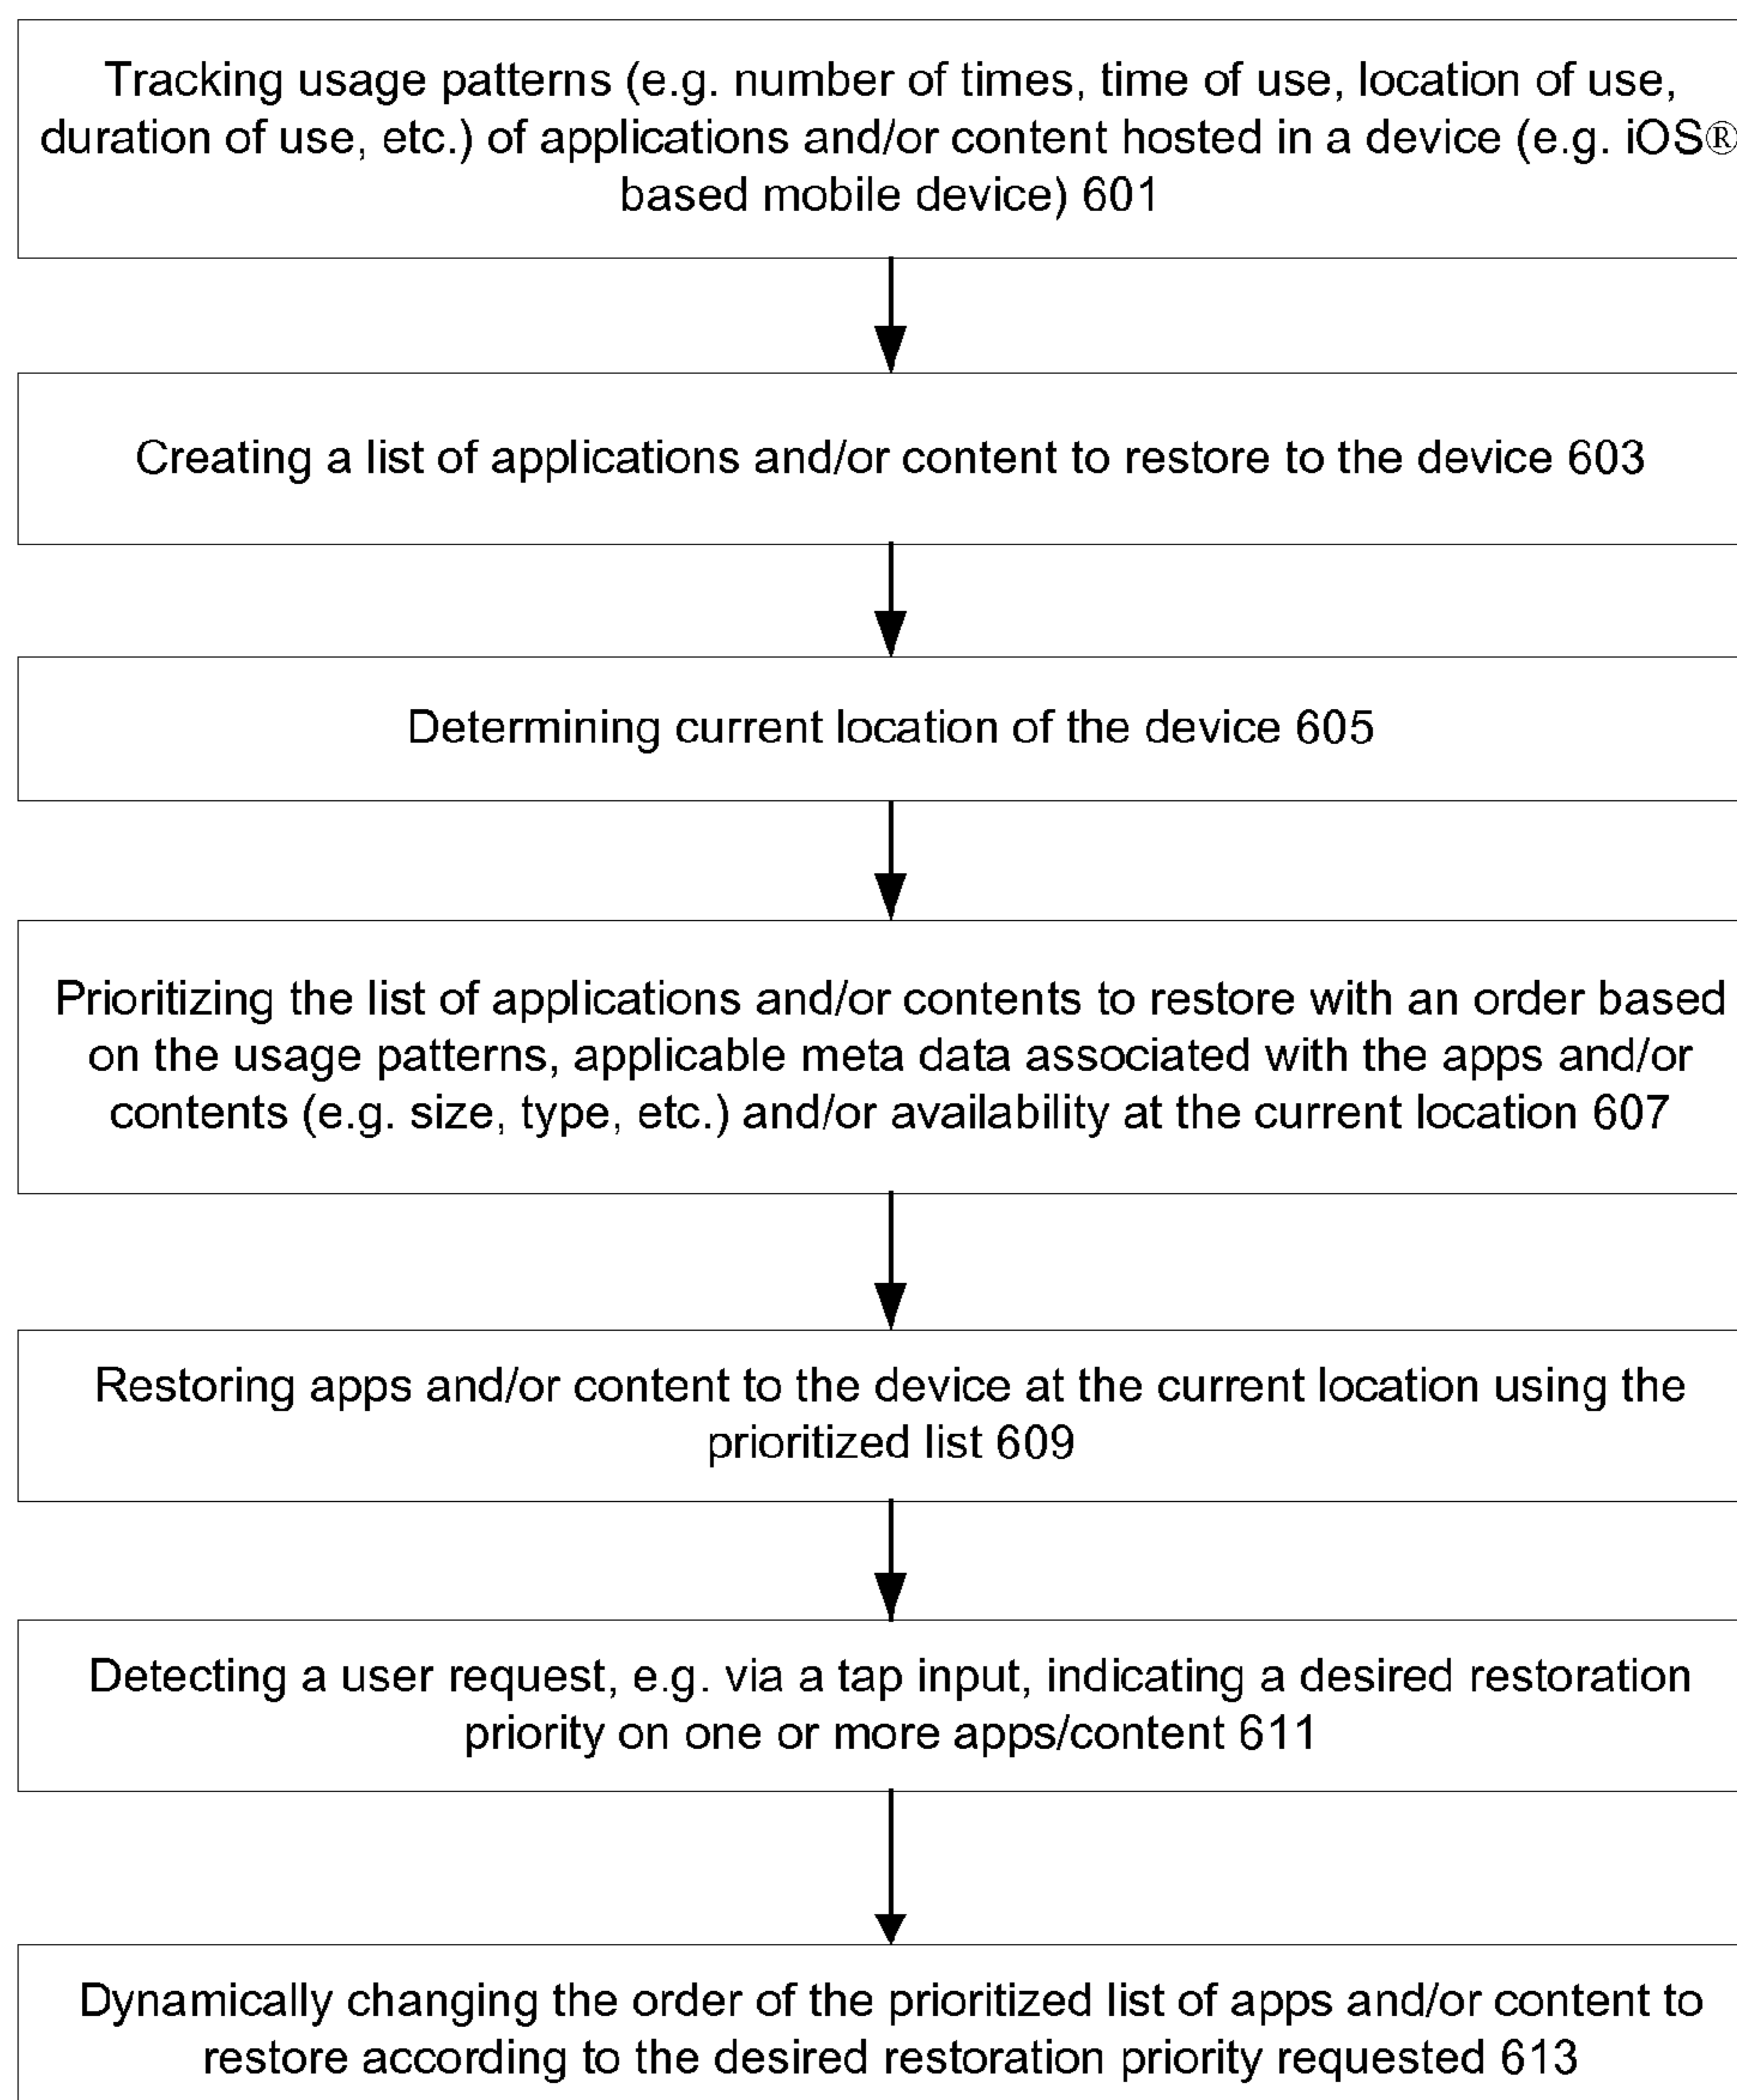 Tracking usage patterns (e.g. number of times, time of use, location of use,
duration of use, etc.) of applications and/or content hosted in a device (e.g. iOS®
based mobile device) 601
Creating a list of applications and/or content to restore to the device 603
Determining current location of the device 605
Prioritizing the list of applications and/or contents to restore with an order based
on the usage patterns, applicable meta data associated with the apps and/or
contents (e.g. size, type, etc.) and/or availability at the current location 607
Restoring apps and/or content to the device at the current location using the
prioritized list 609
Detecting a user request, e.g. via a tap input, indicating a desired restoration
priority on one or more apps/content 611
Dynamically changing the order of the prioritized list of apps and/or content to
restore according to the desired restoration priority requested 613